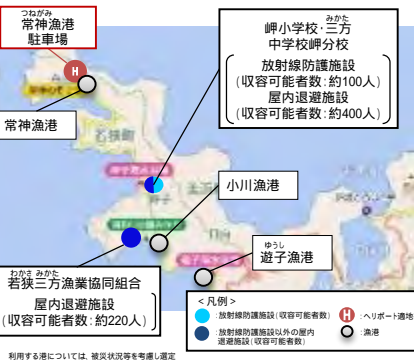 つねがみ
常神漁港
駐車場
H
常神漁港
岬小学校・三方
みかた
中学校岬分校
放射線防護施設
(収容可能者数:約100人)
屋内退避施設
(収容可能者数:約400人)
若狭町
小川漁港
ゆうし
遊子漁港
わかさ みかた
若狭三方漁業協同組合
屋内退避施設
(収容可能者数:約220人)
<凡例>
:放射線防護施設(収容可能者数)
H
:ヘリポート適地
:放射線防護施設以外の屋内
退避施設(収容可能者数)
:漁港
利用する港については、被災状況等を考慮し選定